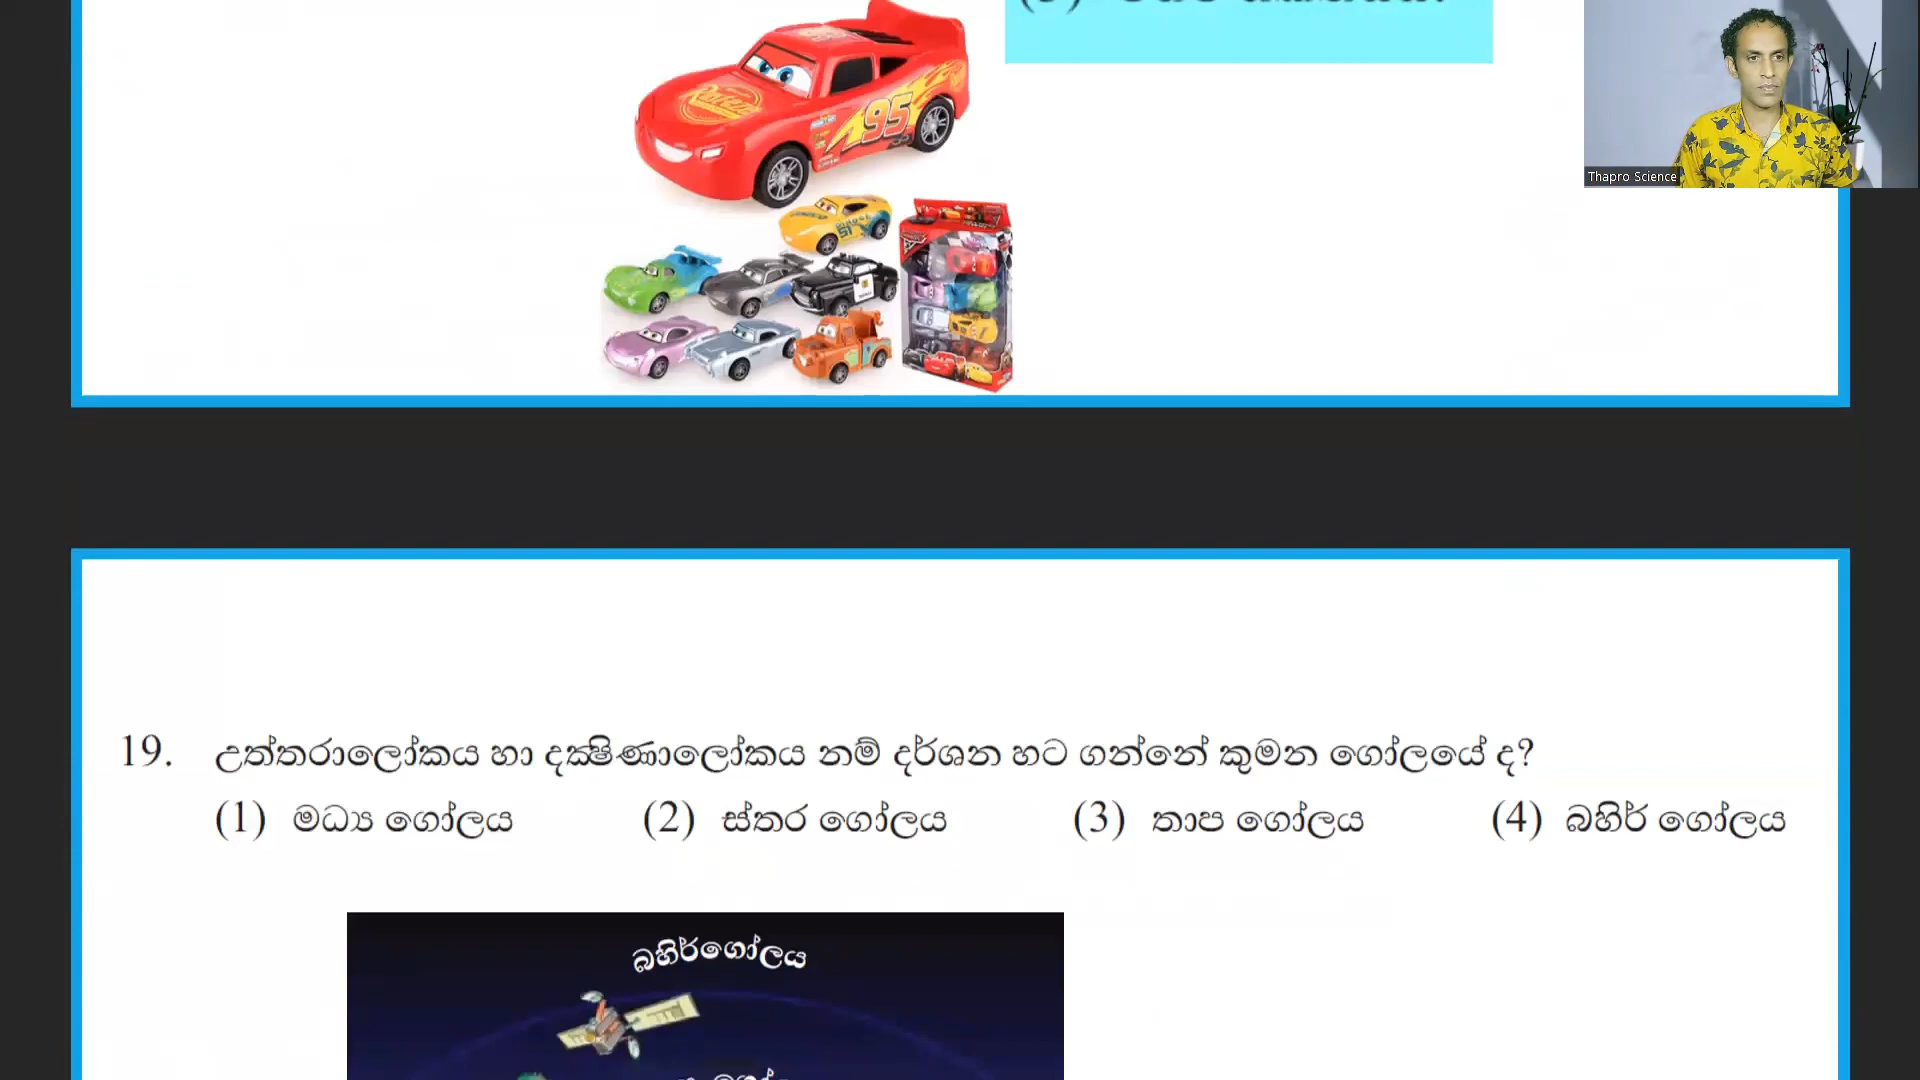 Thapro Science
95
51
19. උත්තරාලෝකය හා දක්ෂිණාලෝකය නම් දර්ශන හට ගන්නේ කුමන ගෝලයේ ද?
(1) මධ්‍ය ගෝලය (2) ස්තර ගෝලය (3) තාප ගෝලය (4) බහිර් ගෝලය
බහිර්ගෝලය